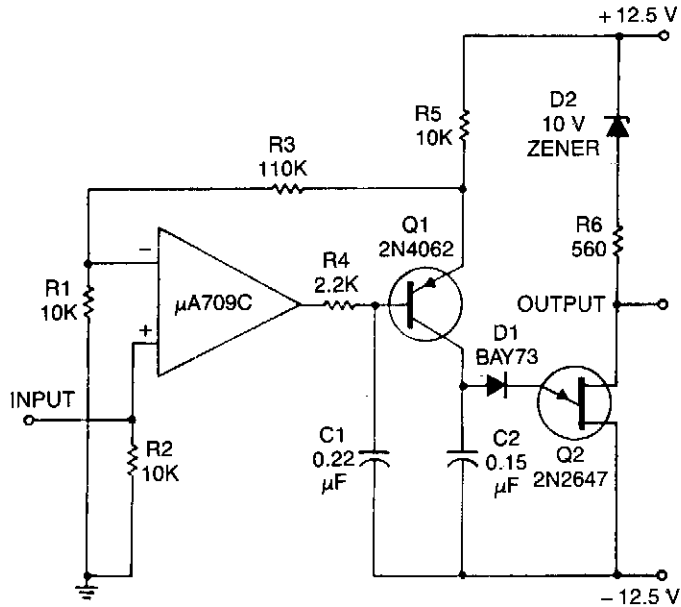 +12.5 V
D2
10 V
ZENER
R5
10K
R3
110K
Q1
2N4062
R6
560
R4
2.2K
−
μA709C
+
R1
10K
OUTPUT
D1
BAY73
INPUT
R2
10K
C1
0.22
μF
C2
0.15
μF
Q2
2N2647
−12.5 V